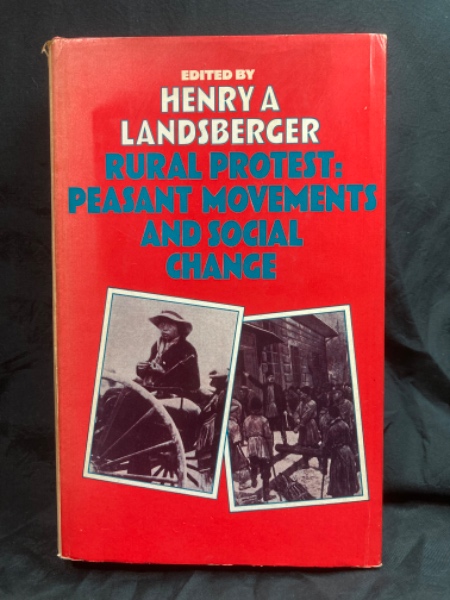 EDITED BY
HENRY A
LANDSBERGER
RURAL PROTEST:
PEASANT MOVEMENTS
AND SOCIAL
CHANGE